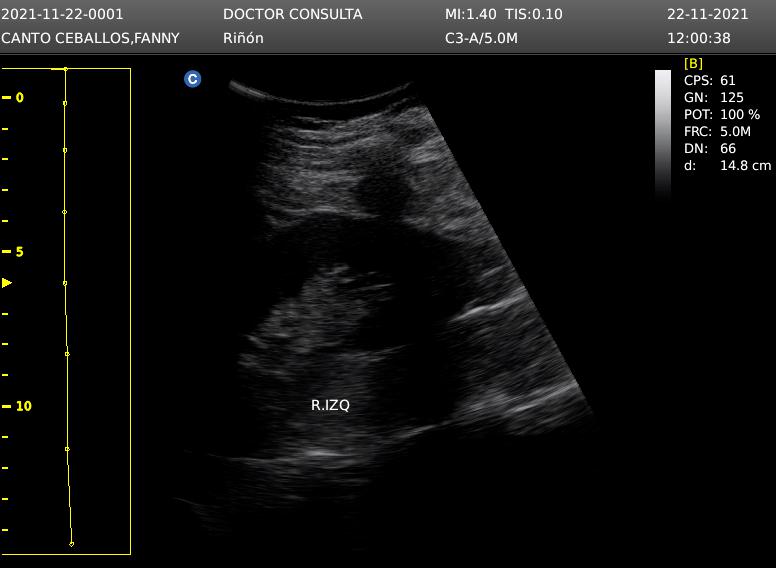 2021-11-22-0001 DOCTOR CONSULTA MI:1.40 TIS:0.10 22-11-2021
CANTO CEBALLOS,FANNY Riñón C3-A/5.0M 12:00:38
[B]
C
CPS: 61
0
GN: 125
POT: 100 %
FRC: 5.0M
DN: 66
d: 14.8 cm
5
10
R.IZQ